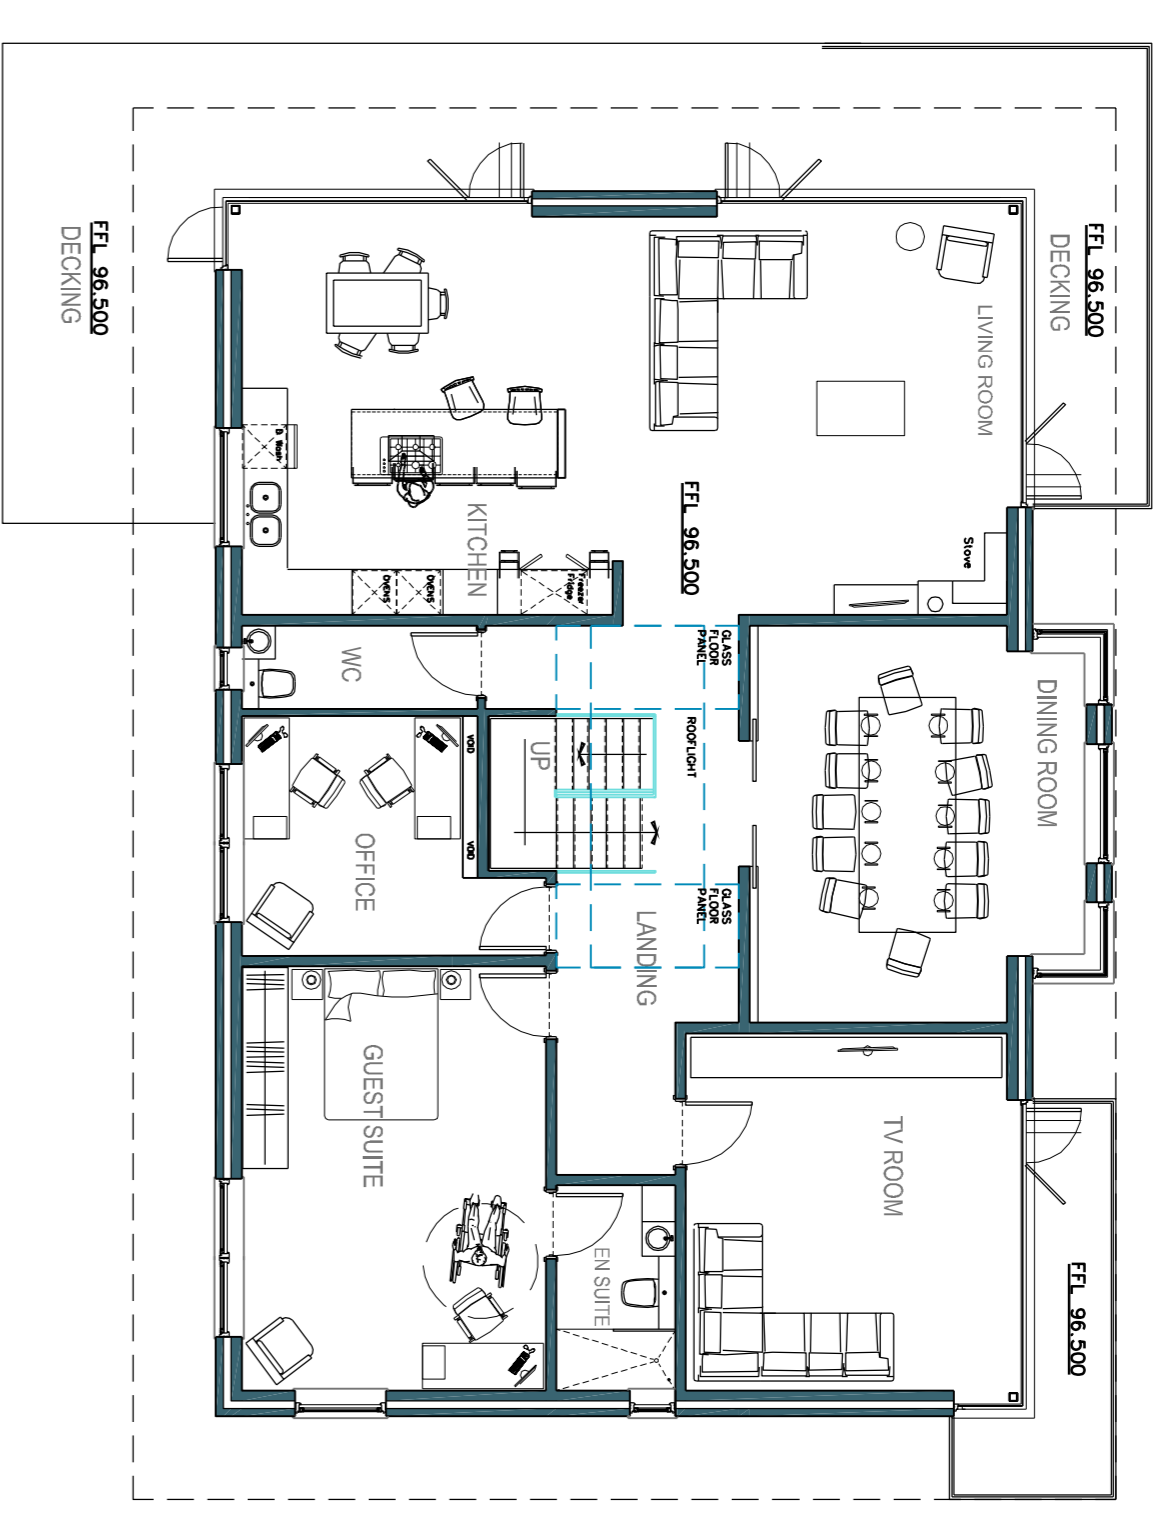 FFL 96.500
DECKING
FFL 96.500
DECKING
LIVING ROOM
D Wash
KITCHEN
FFL 96.500
Stove
OVENS
OVENS
Fridge
Freezer
WC
GLASS
FLOOR
PANEL
DINING ROOM
ROOFLIGHT
VOID
UP
OFFICE
VOID
GLASS
FLOOR
PANEL
LANDING
GUEST SUITE
TV ROOM
EN SUITE
FFL 96.500